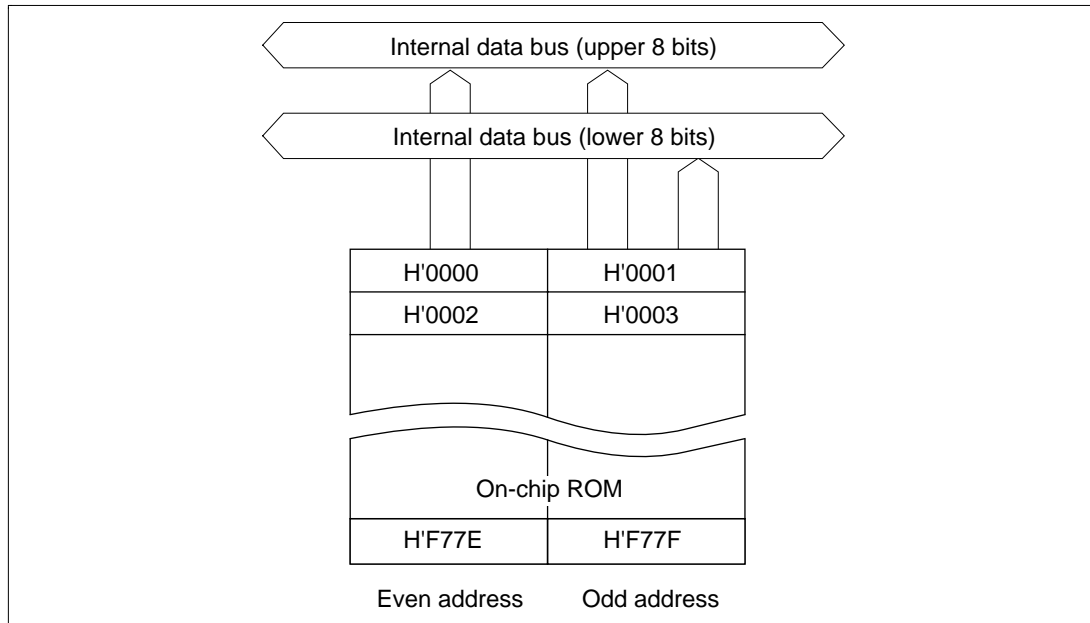 Internal data bus (upper 8 bits)
Internal data bus (lower 8 bits)
H'0000 H'0001
H'0002 H'0003
On-chip ROM
H'F77E H'F77F
Even address Odd address